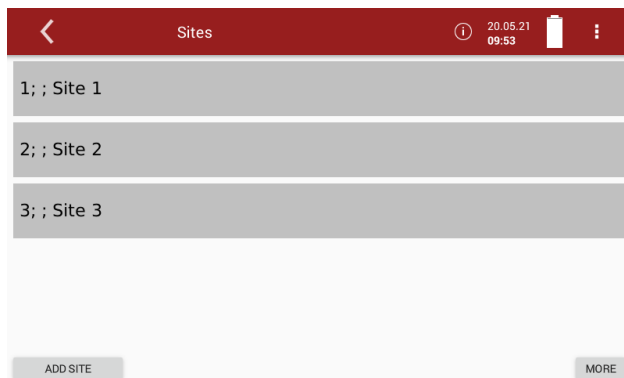 Sites
20.05.21
09:53
1; ; Site 1
2; ; Site 2
3; ; Site 3
ADD SITE
MORE